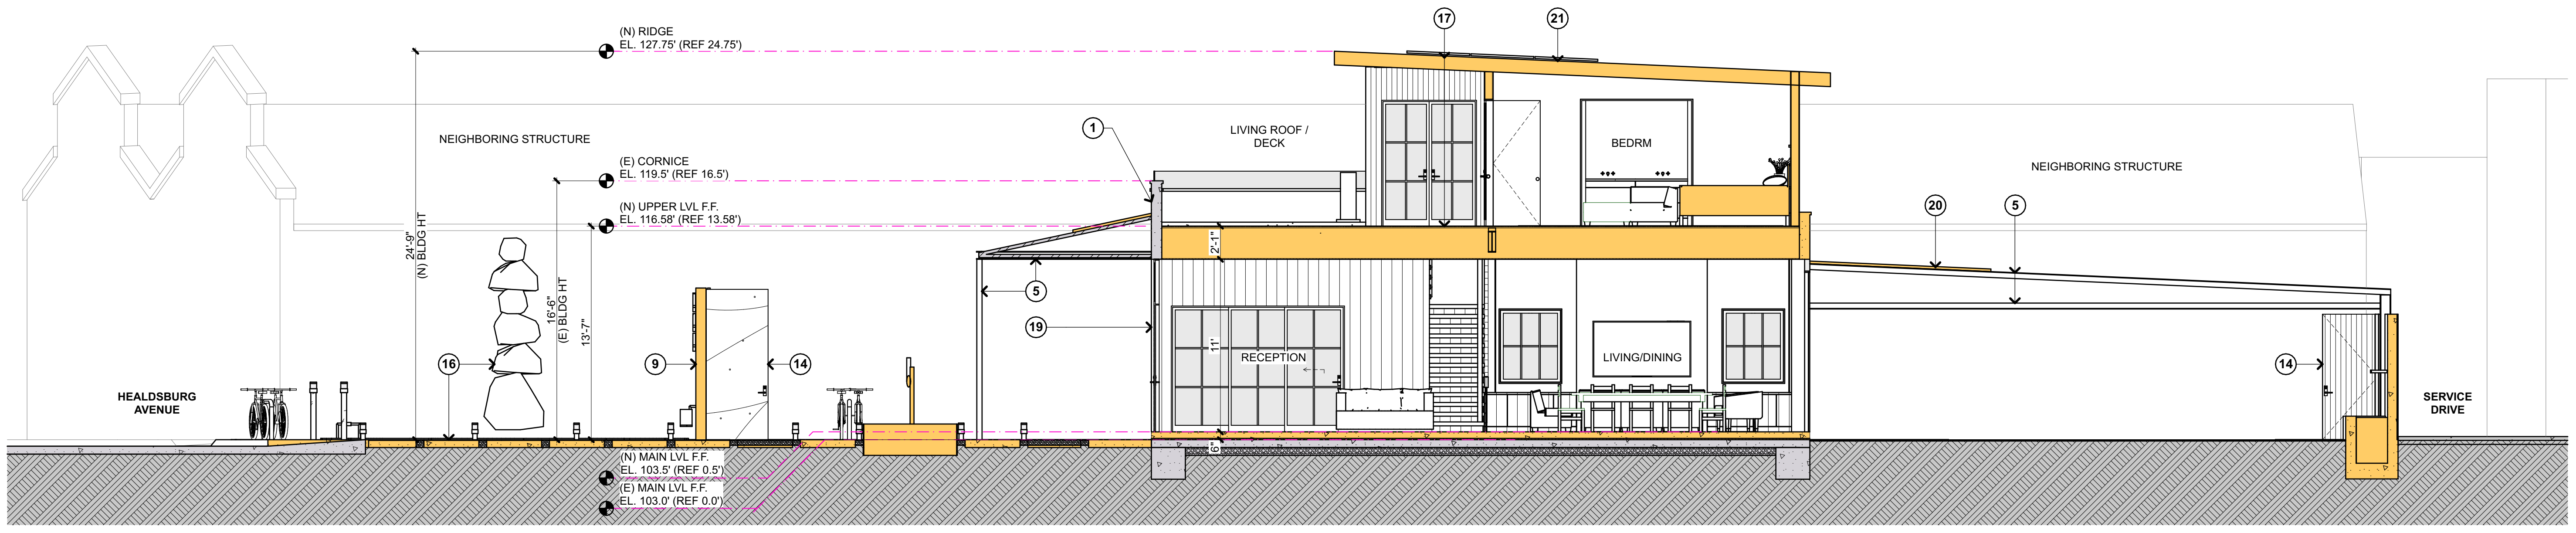 17
21
(N) RIDGE
EL. 127.75' (REF 24.75')
1
LIVING ROOF /
DECK
NEIGHBORING STRUCTURE
BEDRM
(E) CORNICE
EL. 119.5' (REF 16.5')
NEIGHBORING STRUCTURE
(N) UPPER LVL F.F.
EL. 116.58' (REF 13.58')
20
5
24'-9"
(N) BLDG HT
16'-6"
(E) BLDG HT
13'-7"
2'-1"
5
19
11'
RECEPTION
LIVING/DINING
16
9
14
14
HEALDSBURG
AVENUE
SERVICE
DRIVE
6"
(N) MAIN LVL F.F.
EL. 103.5' (REF 0.5')
(E) MAIN LVL F.F.
EL. 103.0' (REF 0.0')